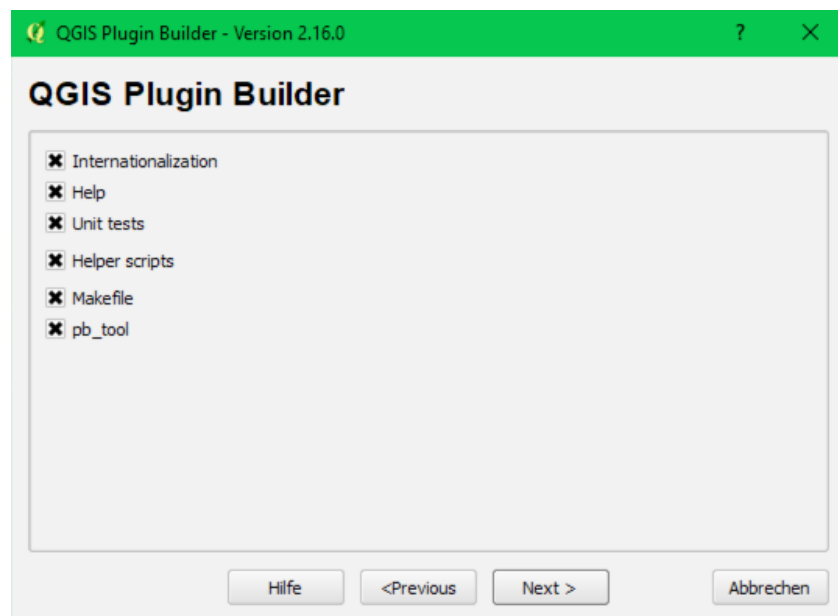 QGIS Plugin Builder - Version 2.16.0
QGIS Plugin Builder
Internationalization
Help
Unit tests
Helper scripts
Makefile
pb_tool
Hilfe <Previous Next > Abbrechen